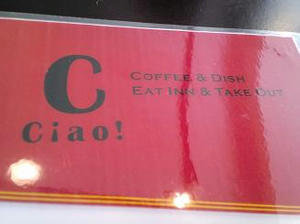 C
Ciao!
COFFEE & DISH
EAT INN & TAKE OUT